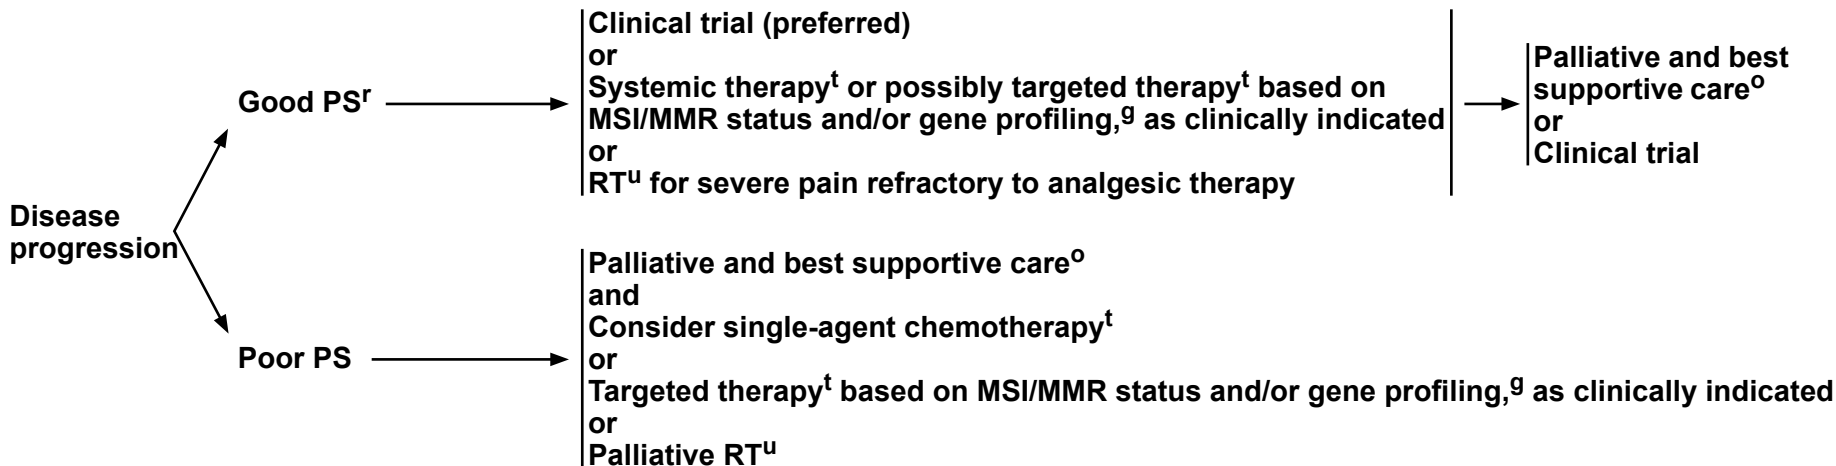 Disease
progression
Good PSʳ
Clinical trial (preferred)
or
Systemic therapyᵗ or possibly targeted therapyᵗ based on
MSI/MMR status and/or gene profiling,ᵍ as clinically indicated
or
RTᵘ for severe pain refractory to analgesic therapy
Palliative and best
supportive careᵒ
or
Clinical trial
Poor PS
Palliative and best supportive careᵒ
and
Consider single-agent chemotherapyᵗ
or
Targeted therapyᵗ based on MSI/MMR status and/or gene profiling,ᵍ as clinically indicated
or
Palliative RTᵘ